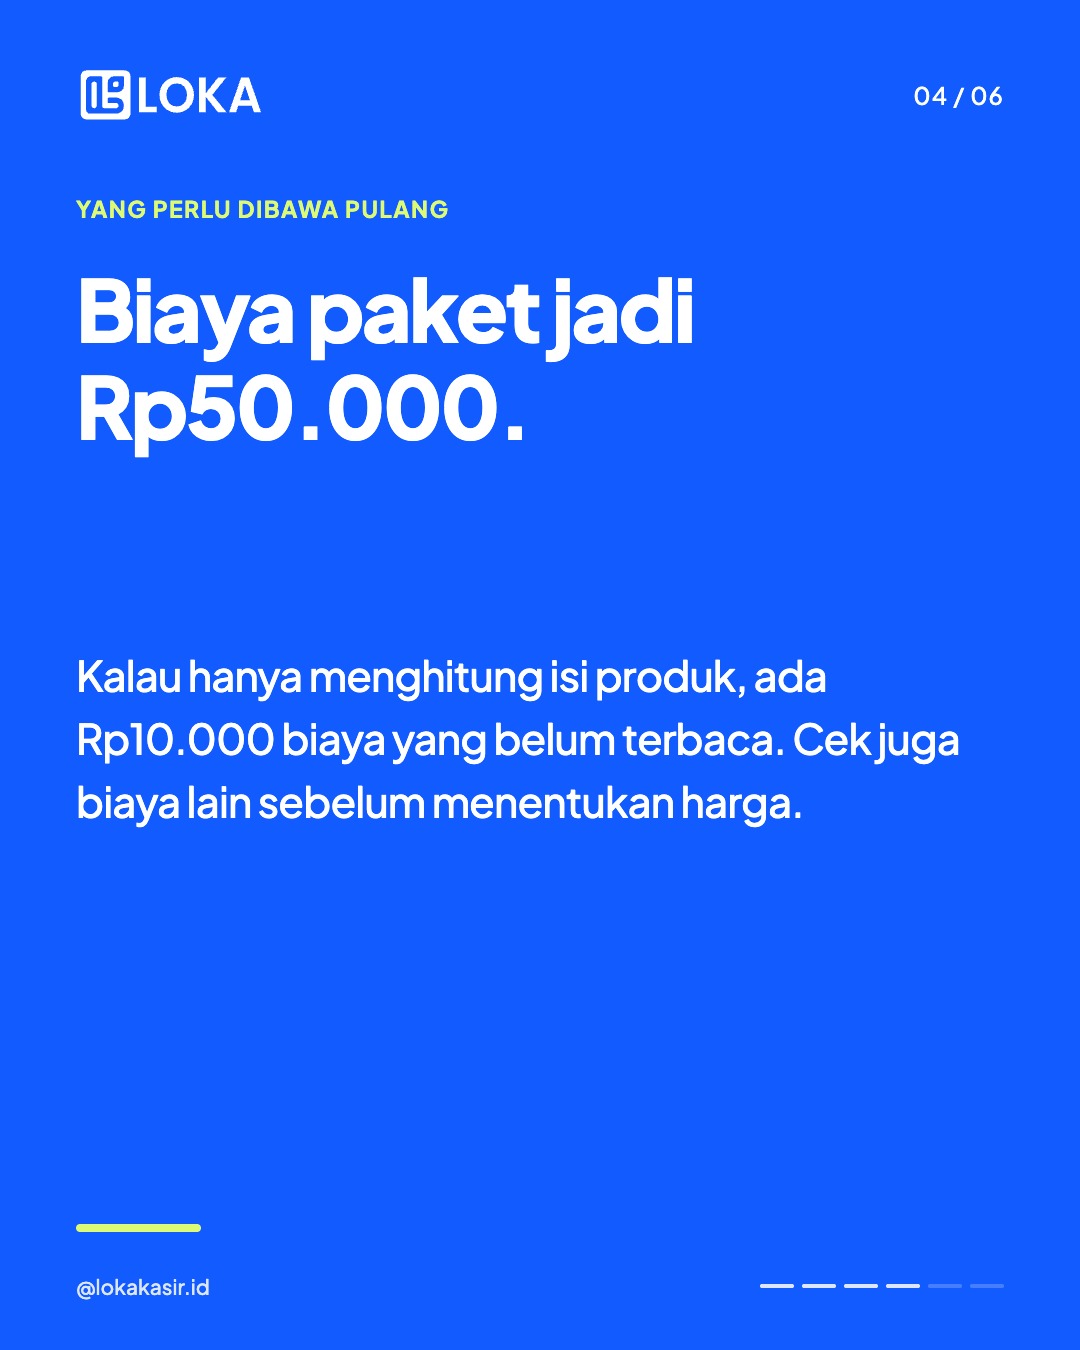 LOKA
04 / 06
YANG PERLU DIBAWA PULANG
Biaya paket jadi
Rp50.000.
Kalau hanya menghitung isi produk, ada
Rp10.000 biaya yang belum terbaca. Cek juga
biaya lain sebelum menentukan harga.
@lokakasir.id